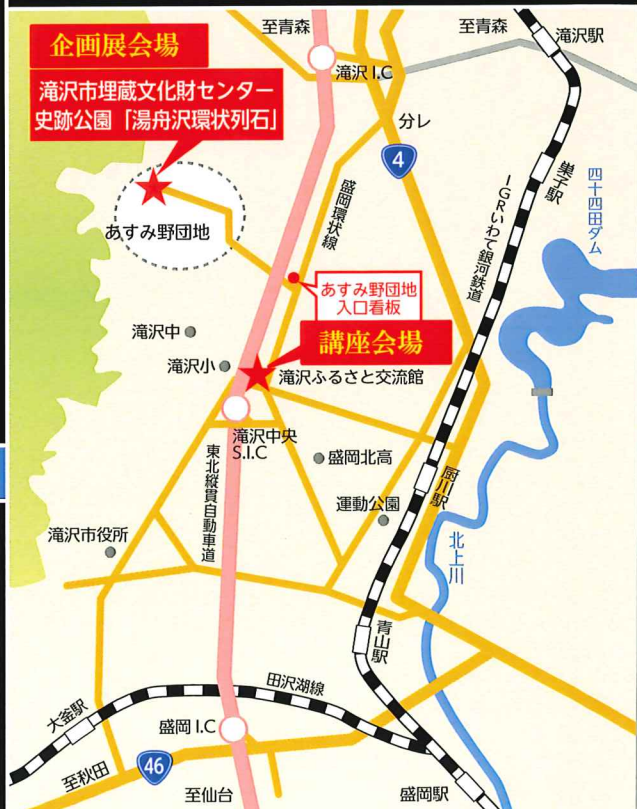 至青森
至青森
滝沢駅
企画展会場
滝沢I.C
滝沢市埋蔵文化財センター
史跡公園「湯舟沢環状列石」
分レ
4
巣子駅
四十四田ダム
盛岡環状線
IGRいわて銀河鉄道
あすみ野団地
あすみ野団地
入口看板
滝沢中
講座会場
滝沢小
滝沢ふるさと交流館
滝沢中央
S.I.C
盛岡北高
厨川駅
東北縦貫自動車道
運動公園
滝沢市役所
北上川
青山駅
田沢湖線
大釜駅
盛岡I.C
46
至秋田
至仙台
盛岡駅